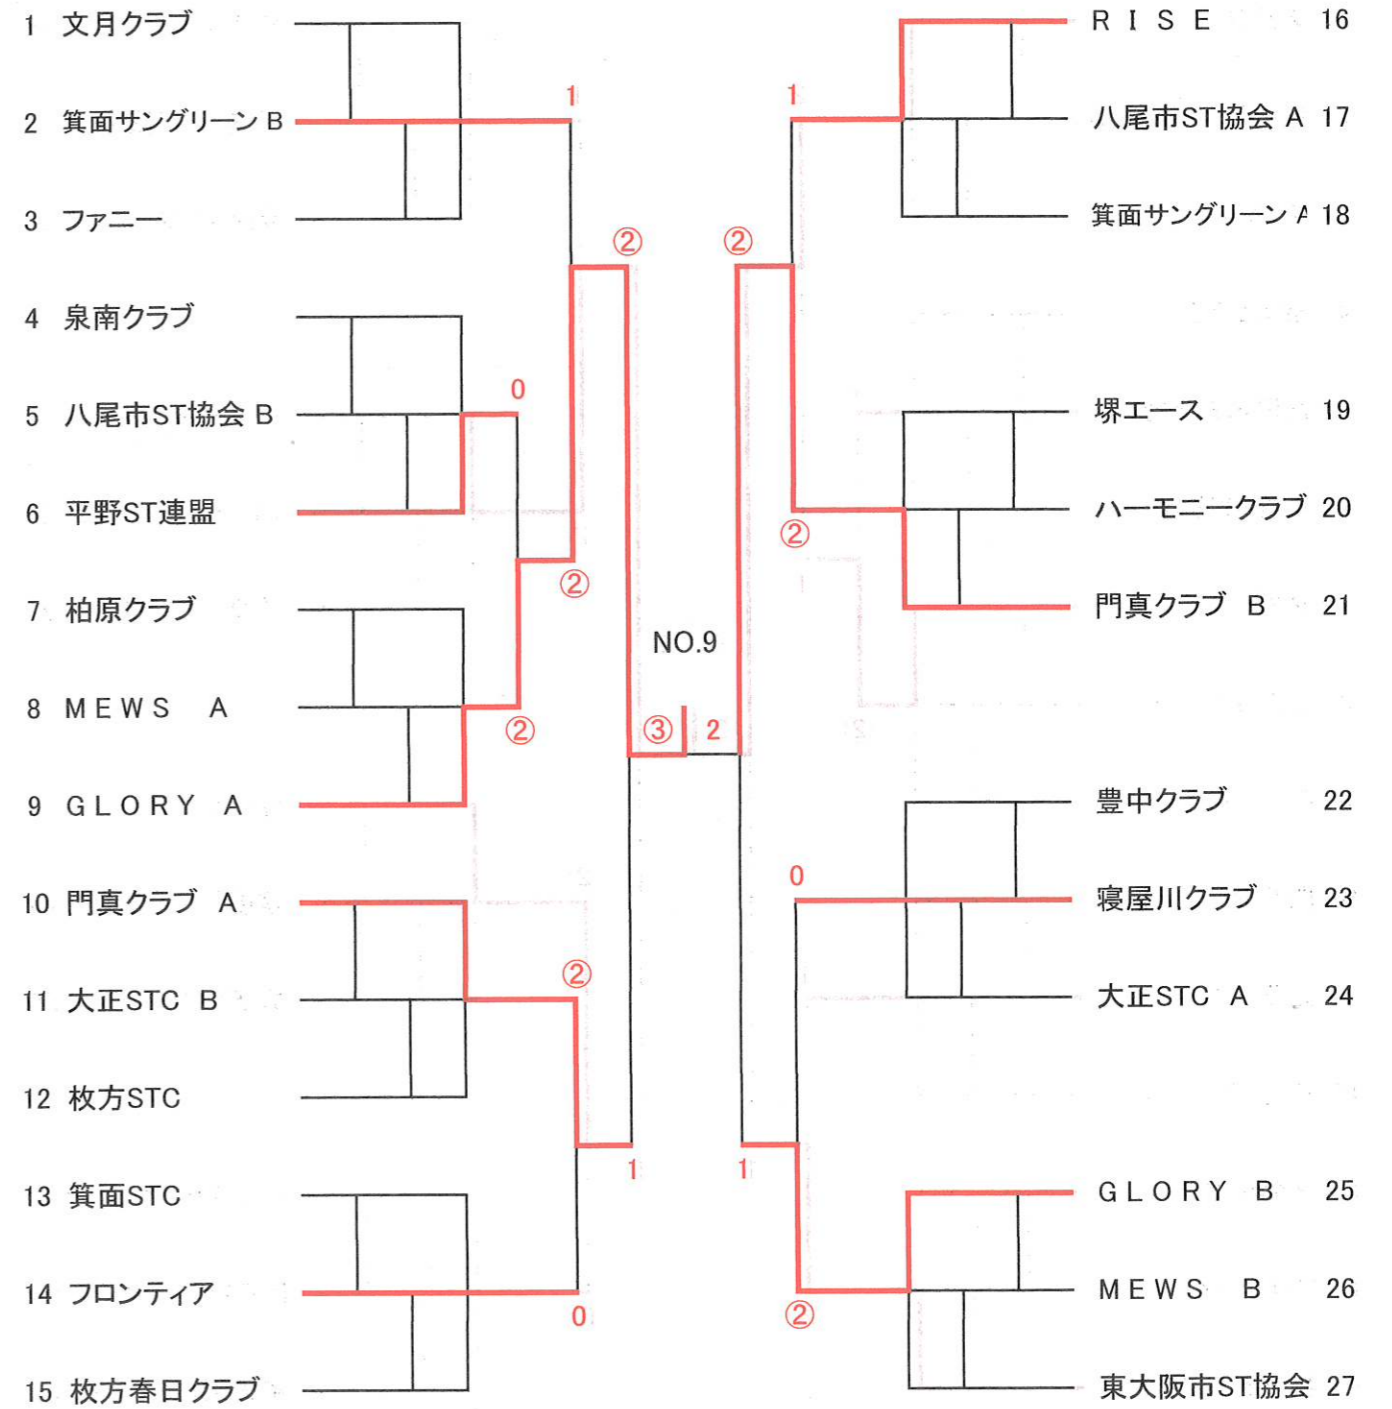 1 文月クラブ
2 箕面サングリーン B
3 ファニー
4 泉南クラブ
5 八尾市ST協会 B
6 平野ST連盟
7 柏原クラブ
8 MEWS A
9 GLORY A
10 門真クラブ A
11 大正STC B
12 枚方STC
13 箕面STC
14 フロンティア
15 枚方春日クラブ
1
②
0
②
②
②
1
0
NO.9
③ 2
1
②
②
0
1
②
RISE 16
八尾市ST協会 A 17
箕面サングリーン A 18
堺エース 19
ハーモニークラブ 20
門真クラブ B 21
豊中クラブ 22
寝屋川クラブ 23
大正STC A 24
GLORY B 25
MEWS B 26
東大阪市ST協会 27